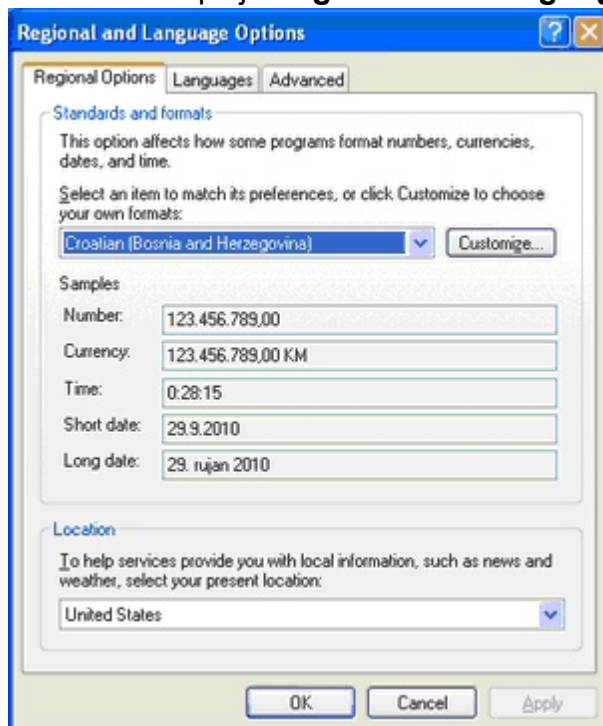 Regional and Language Options
Regional Options
Languages
Advanced
Standards and formats
This option affects how some programs format numbers, currencies,
dates, and time.
Select an item to match its preferences, or click Customize to choose
your own formats:
Croatian (Bosnia and Herzegovina)
Customize...
Samples
Number: 123.456.789,00
Currency: 123.456.789,00 KM
Time: 0:28:15
Short date: 29.9.2010
Long date: 29. rujan 2010
Location
To help services provide you with local information, such as news and
weather, select your present location:
United States
OK
Cancel
Apply